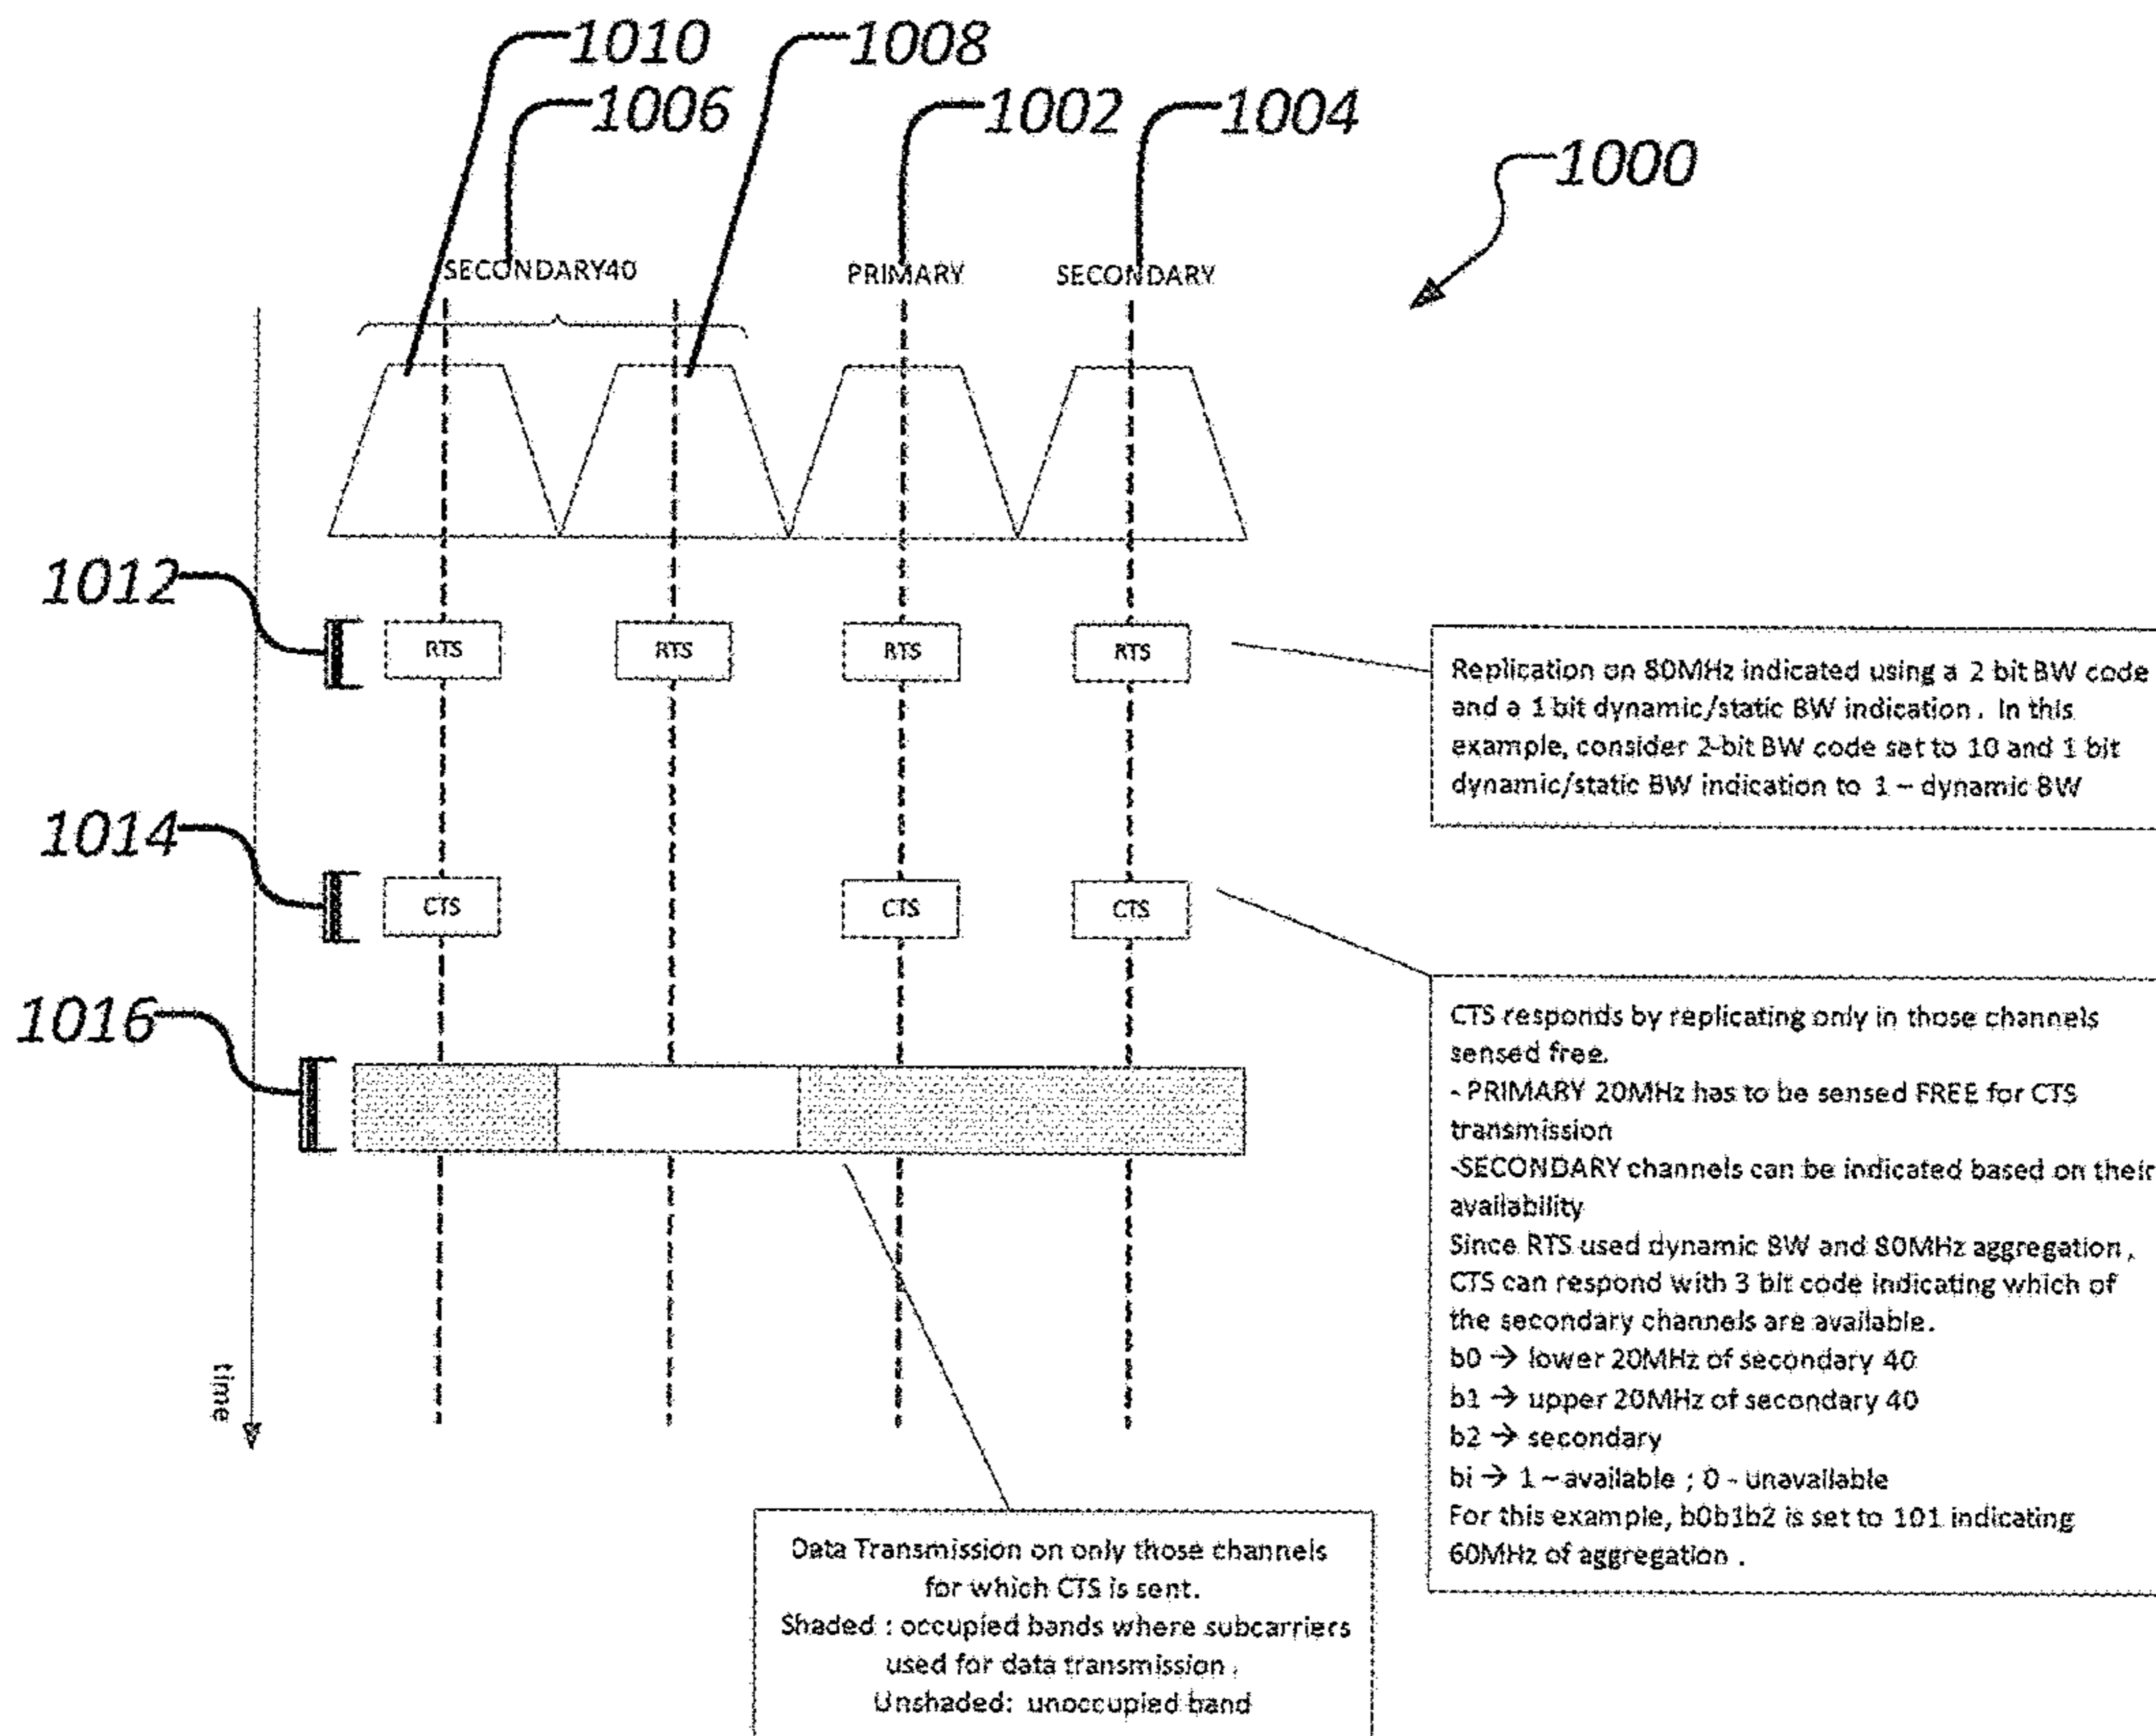 1010
1008
1006
1002
1004
1000
SECONDARY40
PRIMARY
SECONDARY
1012
RTS
RTS
RTS
RTS
Replication on 80MHz indicated using a 2 bit BW code
and a 1 bit dynamic/static BW indication. In this
example, consider 2-bit BW code set to 10 and 1 bit
dynamic/static BW indication to 1 – dynamic BW
1014
CTS
CTS
CTS
1016
CTS responds by replicating only in those channels
sensed free.
- PRIMARY 20MHz has to be sensed FREE for CTS
transmission
-SECONDARY channels can be indicated based on their
availability
Since RTS used dynamic BW and 80MHz aggregation,
CTS can respond with 3 bit code indicating which of
the secondary channels are available.
b0 → lower 20MHz of secondary 40
b1 → upper 20MHz of secondary 40
b2 → secondary
bi → 1 – available ; 0 - unavailable
For this example, b0b1b2 is set to 101 indicating
60MHz of aggregation .
time
Data Transmission on only those channels
for which CTS is sent.
Shaded : occupied bands where subcarriers
used for data transmission.
Unshaded: unoccupied band